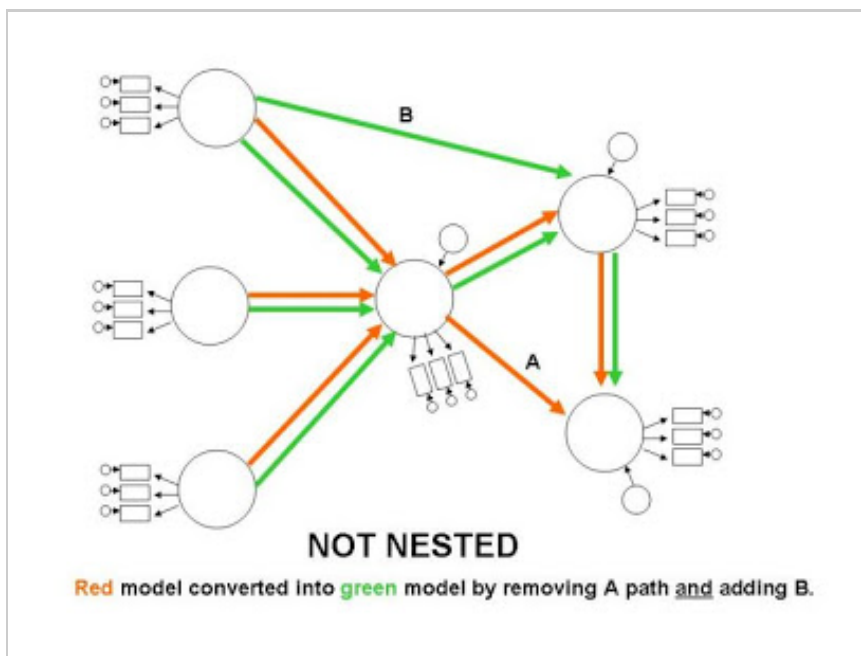 B
A
NOT NESTED
Red model converted into green model by removing A path and adding B.